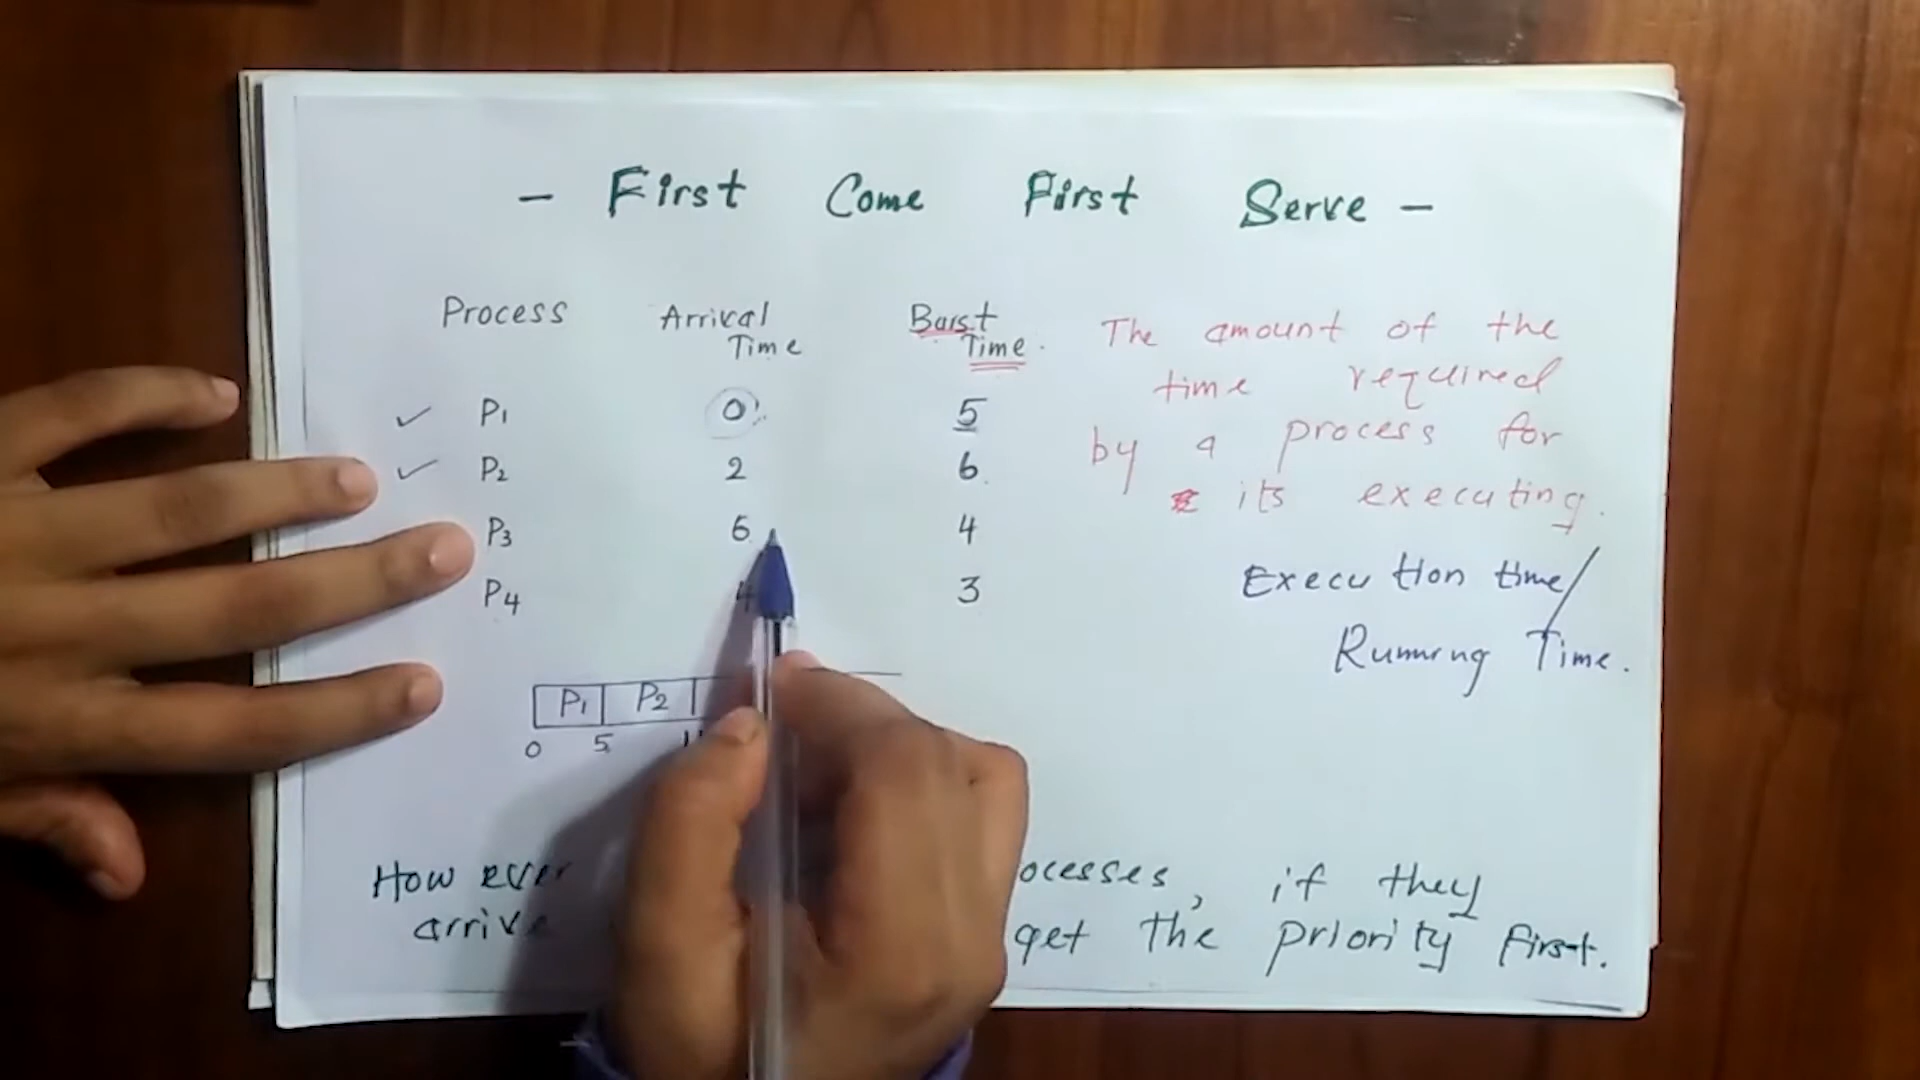 - First Come First Serve -
Process Arrival Time Burst Time.
P1 0 5
P2 2 6
P3 6 4
P4 4 3
The amount of the
time required
by a process for
its executing.
Execution time/
Running Time.
P1 P2
0 5
How ever if they
arrive get the priority first.